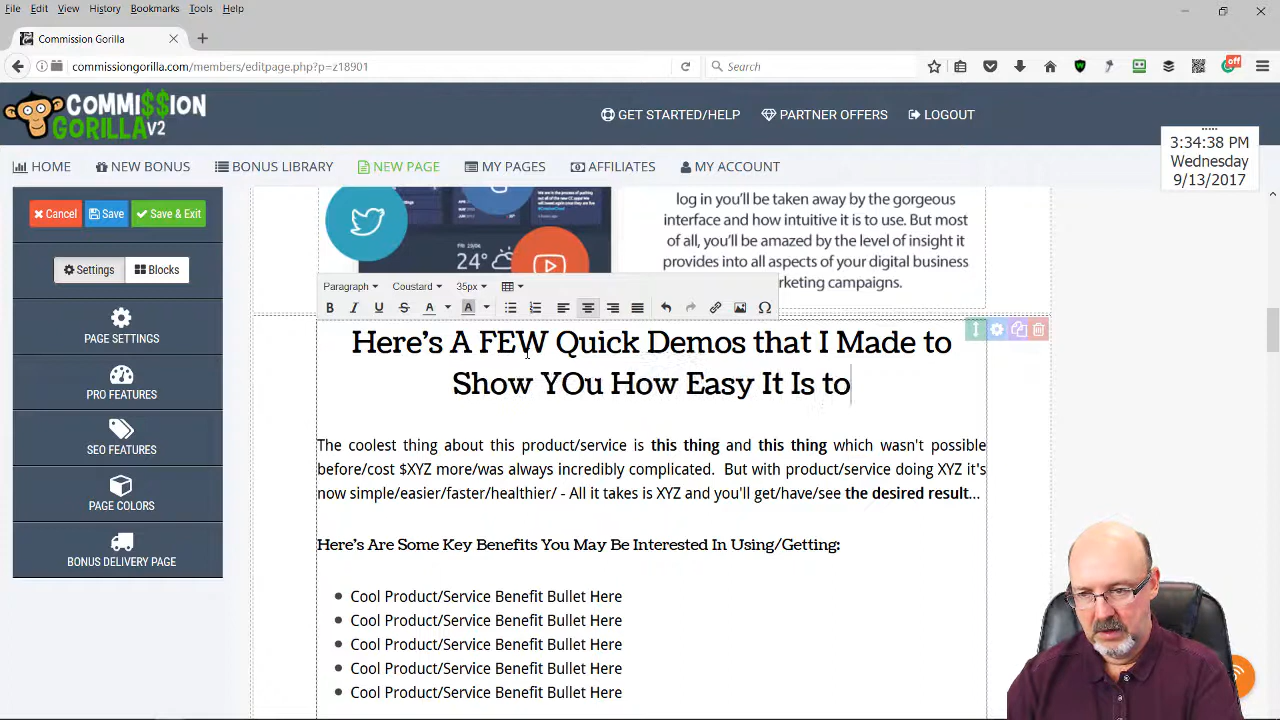 File Edit View History Bookmarks Tools Help
Commission Gorilla
commissiongorilla.com/members/editpage.php?p=z18901
Search
off
COMMI$$ION
GORILLA V2
GET STARTED/HELP PARTNER OFFERS LOGOUT
3:34:38 PM
Wednesday
9/13/2017
HOME NEW BONUS BONUS LIBRARY NEW PAGE MY PAGES AFFILIATES MY ACCOUNT
Cancel Save Save & Exit
Settings Blocks
PAGE SETTINGS
PRO FEATURES
SEO FEATURES
PAGE COLORS
BONUS DELIVERY PAGE
24°
log in you'll be taken away by the gorgeous
interface and how intuitive it is to use. But most
of all, you'll be amazed by the level of insight it
provides into all aspects of your digital business
rketing campaigns.
Paragraph Coustard 35px
Here's A FEW Quick Demos that I Made to
Show YOu How Easy It Is to
The coolest thing about this product/service is this thing and this thing which wasn't possible
before/cost $XYZ more/was always incredibly complicated. But with product/service doing XYZ it's
now simple/easier/faster/healthier/ - All it takes is XYZ and you'll get/have/see the desired result...
Here's Are Some Key Benefits You May Be Interested In Using/Getting:
Cool Product/Service Benefit Bullet Here
Cool Product/Service Benefit Bullet Here
Cool Product/Service Benefit Bullet Here
Cool Product/Service Benefit Bullet Here
Cool Product/Service Benefit Bullet Here